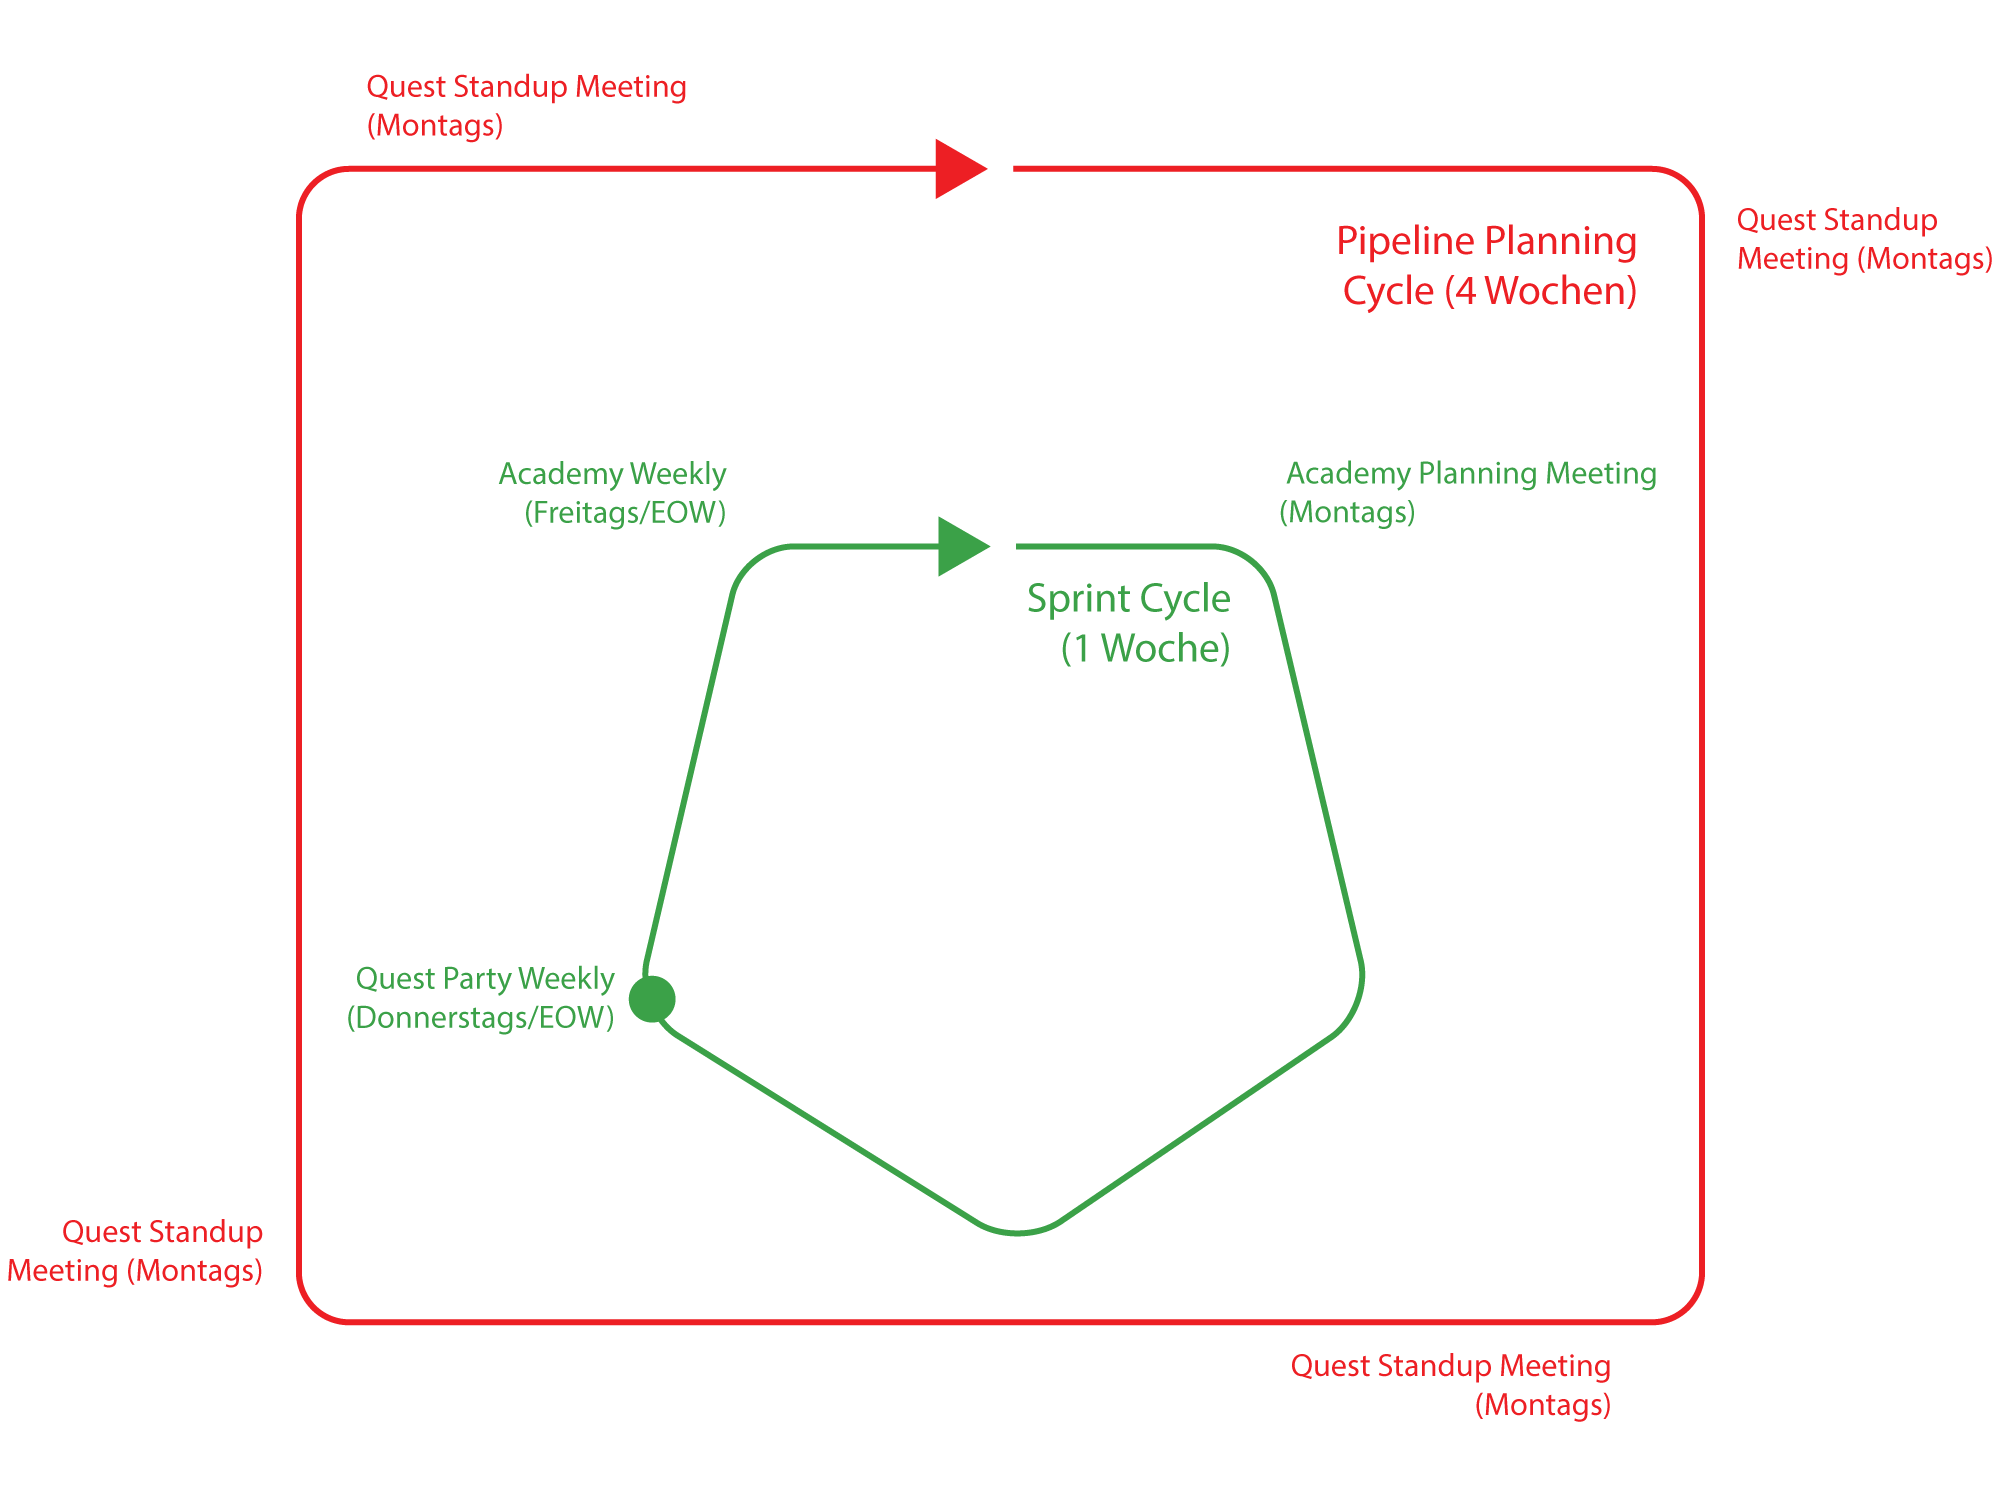 Quest Standup Meeting
(Montags)
Quest Standup
Meeting (Montags)
Pipeline Planning
Cycle (4 Wochen)
Academy Weekly
(Freitags/EOW)
Academy Planning Meeting
(Montags)
Sprint Cycle
(1 Woche)
Quest Party Weekly
(Donnerstags/EOW)
Quest Standup
Meeting (Montags)
Quest Standup Meeting
(Montags)